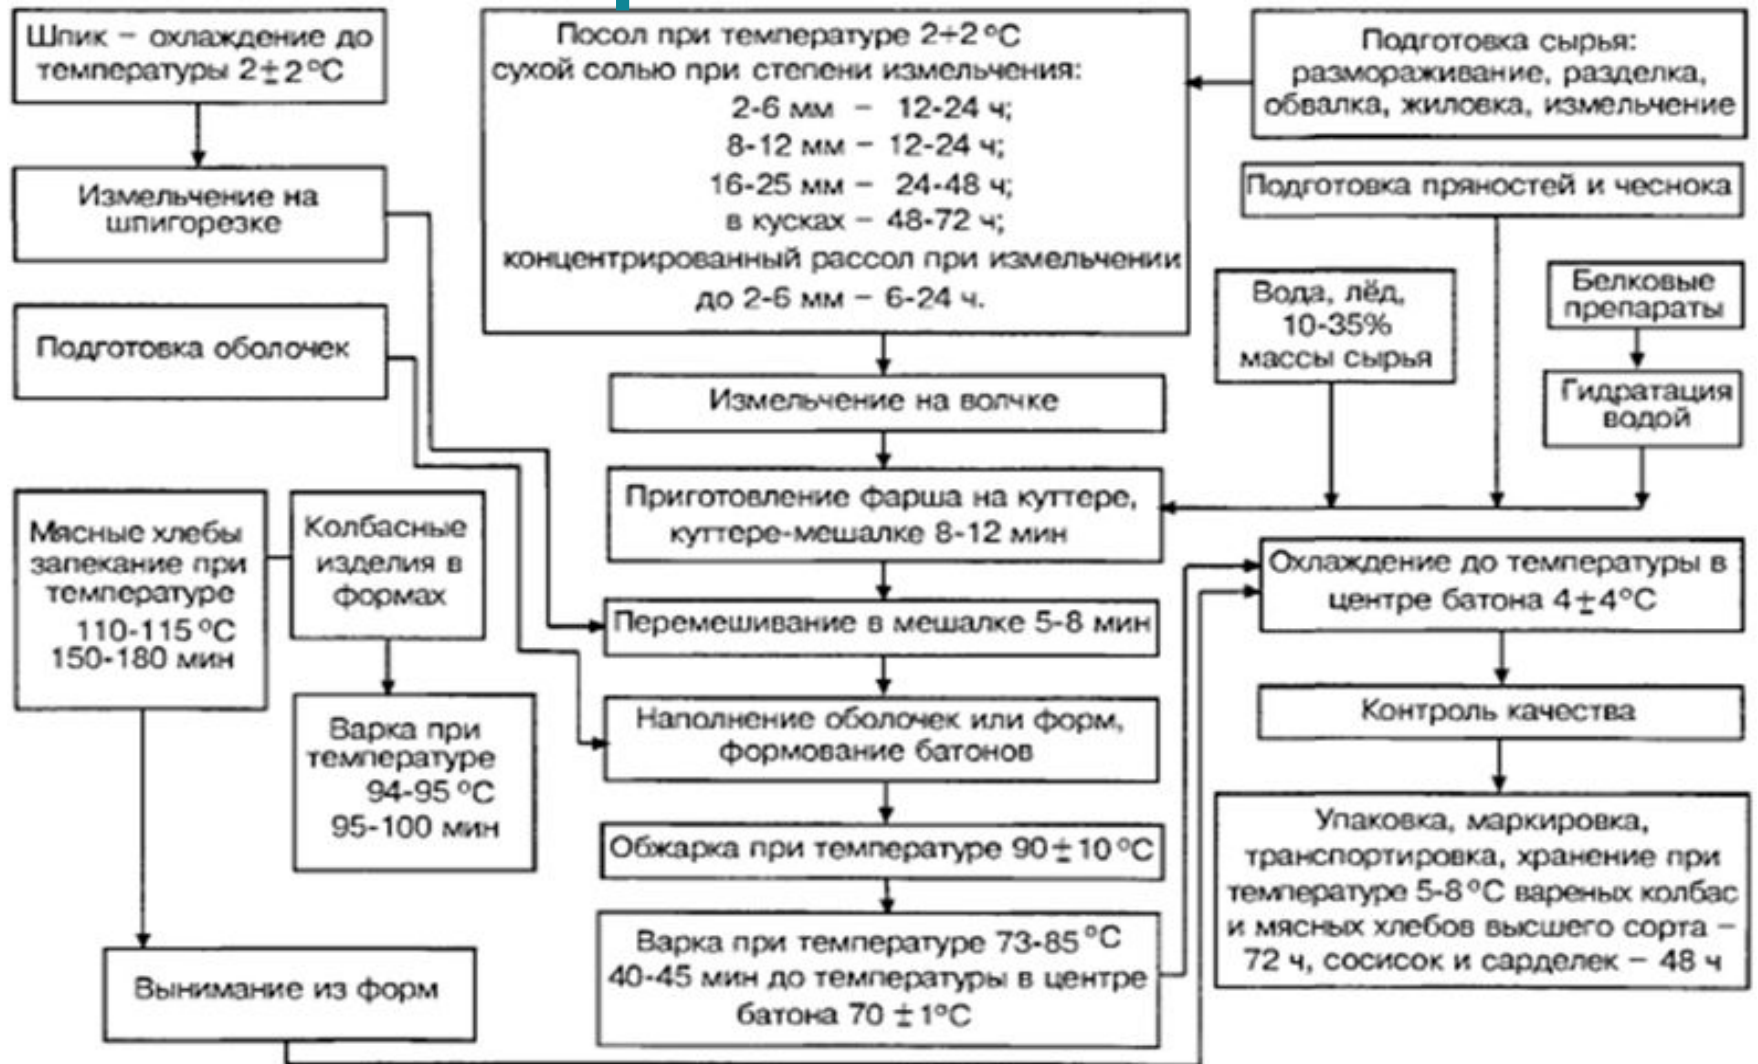 Шпик – охлаждение до
температуры 2±2°С
Измельчение на
шпигорезке
Подготовка оболочек
Мясные хлебы
запекание при
температуре
110-115°С
150-180 мин
Колбасные
изделия в
формах
Варка при
температуре
94-95°С
95-100 мин
Вынимание из форм
Посол при температуре 2÷2°С
сухой солью при степени измельчения:
2-6 мм – 12-24 ч;
8-12 мм – 12-24 ч;
16-25 мм – 24-48 ч;
в кусках – 48-72 ч;
концентрированный рассол при измельчении
до 2-6 мм – 6-24 ч.
Измельчение на волчке
Приготовление фарша на куттере,
куттере-мешалке 8-12 мин
Перемешивание в мешалке 5-8 мин
Наполнение оболочек или форм,
формование батонов
Обжарка при температуре 90±10°С
Варка при температуре 73-85°С
40-45 мин до температуры в центре
батона 70 ±1°С
Подготовка сырья:
размораживание, разделка,
обвалка, жиловка, измельчение
Подготовка пряностей и чеснока
Вода, лёд,
10-35%
массы сырья
Белковые
препараты
Гидратация
водой
Охлаждение до температуры в
центре батона 4±4°С
Контроль качества
Упаковка, маркировка,
транспортировка, хранение при
температуре 5-8°С вареных колбас
и мясных хлебов высшего сорта –
72 ч, сосисок и сарделек – 48 ч